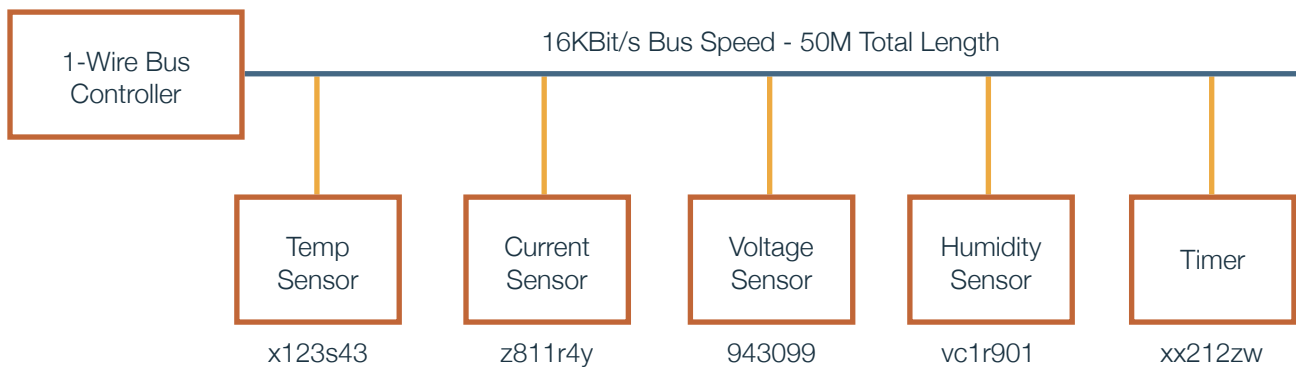 16KBit/s Bus Speed - 50M Total Length
1-Wire Bus
Controller
Temp
Sensor
Current
Sensor
Voltage
Sensor
Humidity
Sensor
Timer
x123s43
z811r4y
943099
vc1r901
xx212zw